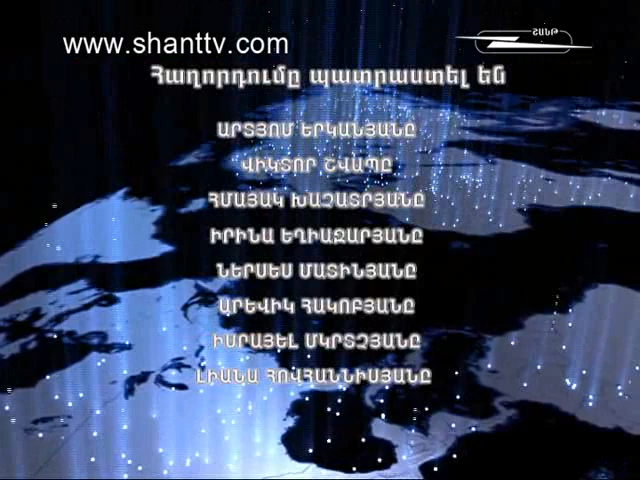 www.shanttv.com
ՇԱՆԹ
Հաղորդումը պատրաստել են
ԱՐՏՅՈՄ ԵՐԿԱՆՅԱՆԸ
ՎԻԿՏՈՐ ՇՎԱՊԸ
ՀՄԱՅԱԿ ԽԱՉԱՏՐՅԱՆԸ
ԻՐԻՆԱ ԵՂԻԱԶԱՐՅԱՆԸ
ՆԵՐՍԵՍ ՄԱՏԻՆՅԱՆԸ
ԱՐԵՎԻԿ ՀԱԿՈԲՅԱՆԸ
ԻՍՐԱՅԵԼ ՄԿՐՏՉՅԱՆԸ
ԼԻԱՆԱ ՀՈՎՀԱՆՆԻՍՅԱՆԸ